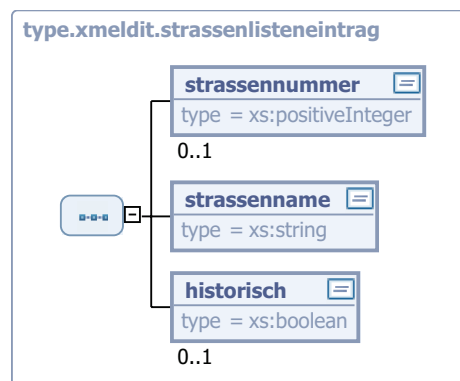 type.xmeldit.strassenlisteneintrag
strassennummer
type = xs:positiveInteger
0..1
strassenname
type = xs:string
historisch
type = xs:boolean
0..1